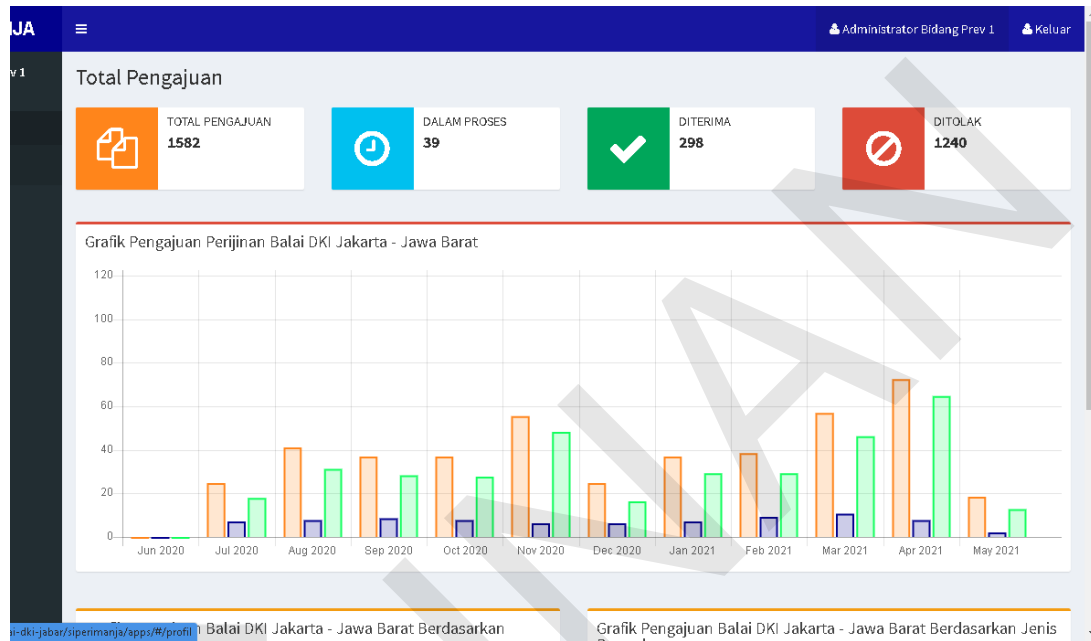 IJA
Administrator Bidang Prev 1
Keluar
v 1
Total Pengajuan
TOTAL PENGAJUAN
1582
DALAM PROSES
39
DITERIMA
298
DITOLAK
1240
Grafik Pengajuan Perijinan Balai DKI Jakarta - Jawa Barat
120
100
80
60
40
20
0
Jun 2020 Jul 2020 Aug 2020 Sep 2020 Oct 2020 Nov 2020 Dec 2020 Jan 2021 Feb 2021 Mar 2021 Apr 2021 May 2021
Balai DKI Jakarta - Jawa Barat Berdasarkan
Grafik Pengajuan Balai DKI Jakarta - Jawa Barat Berdasarkan Jenis
ai-dki-jabar/siperimanja/apps/#/profil